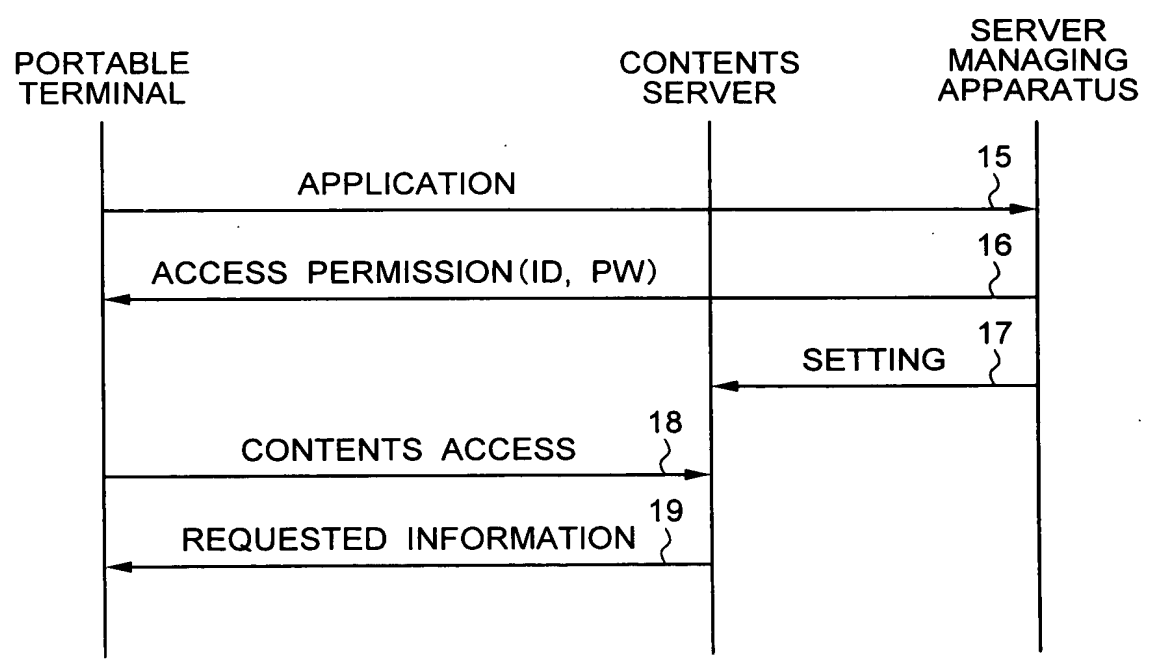 PORTABLE
TERMINAL
CONTENTS
SERVER
SERVER
MANAGING
APPARATUS
15
APPLICATION
16
ACCESS PERMISSION(ID, PW)
17
SETTING
18
CONTENTS ACCESS
19
REQUESTED INFORMATION